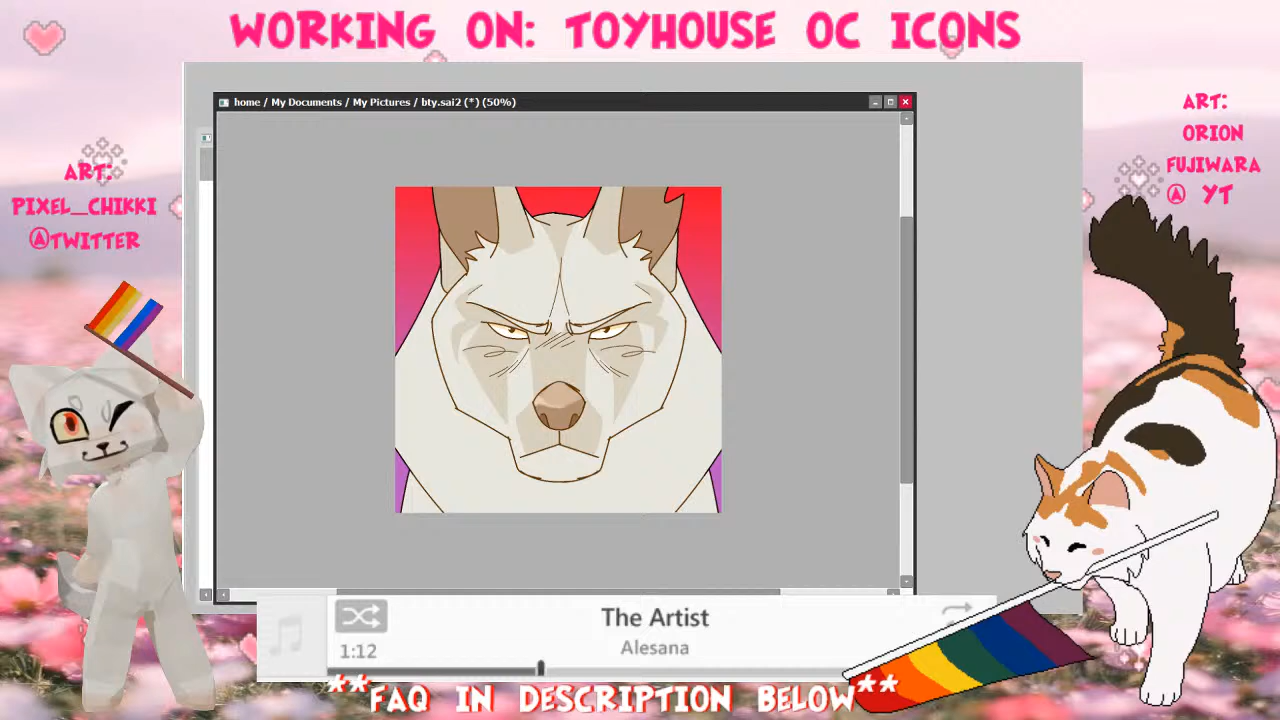 WORKING ON: TOYHOUSE OC ICONS
home / My Documents / My Pictures / bty.sai2 (*) (50%)
ART:
PIXEL_CHIKKI
@TWITTER
ART:
ORION
FUJIWARA
@ YT
The Artist
Alesana
1:12
**FAQ IN DESCRIPTION BELOW**